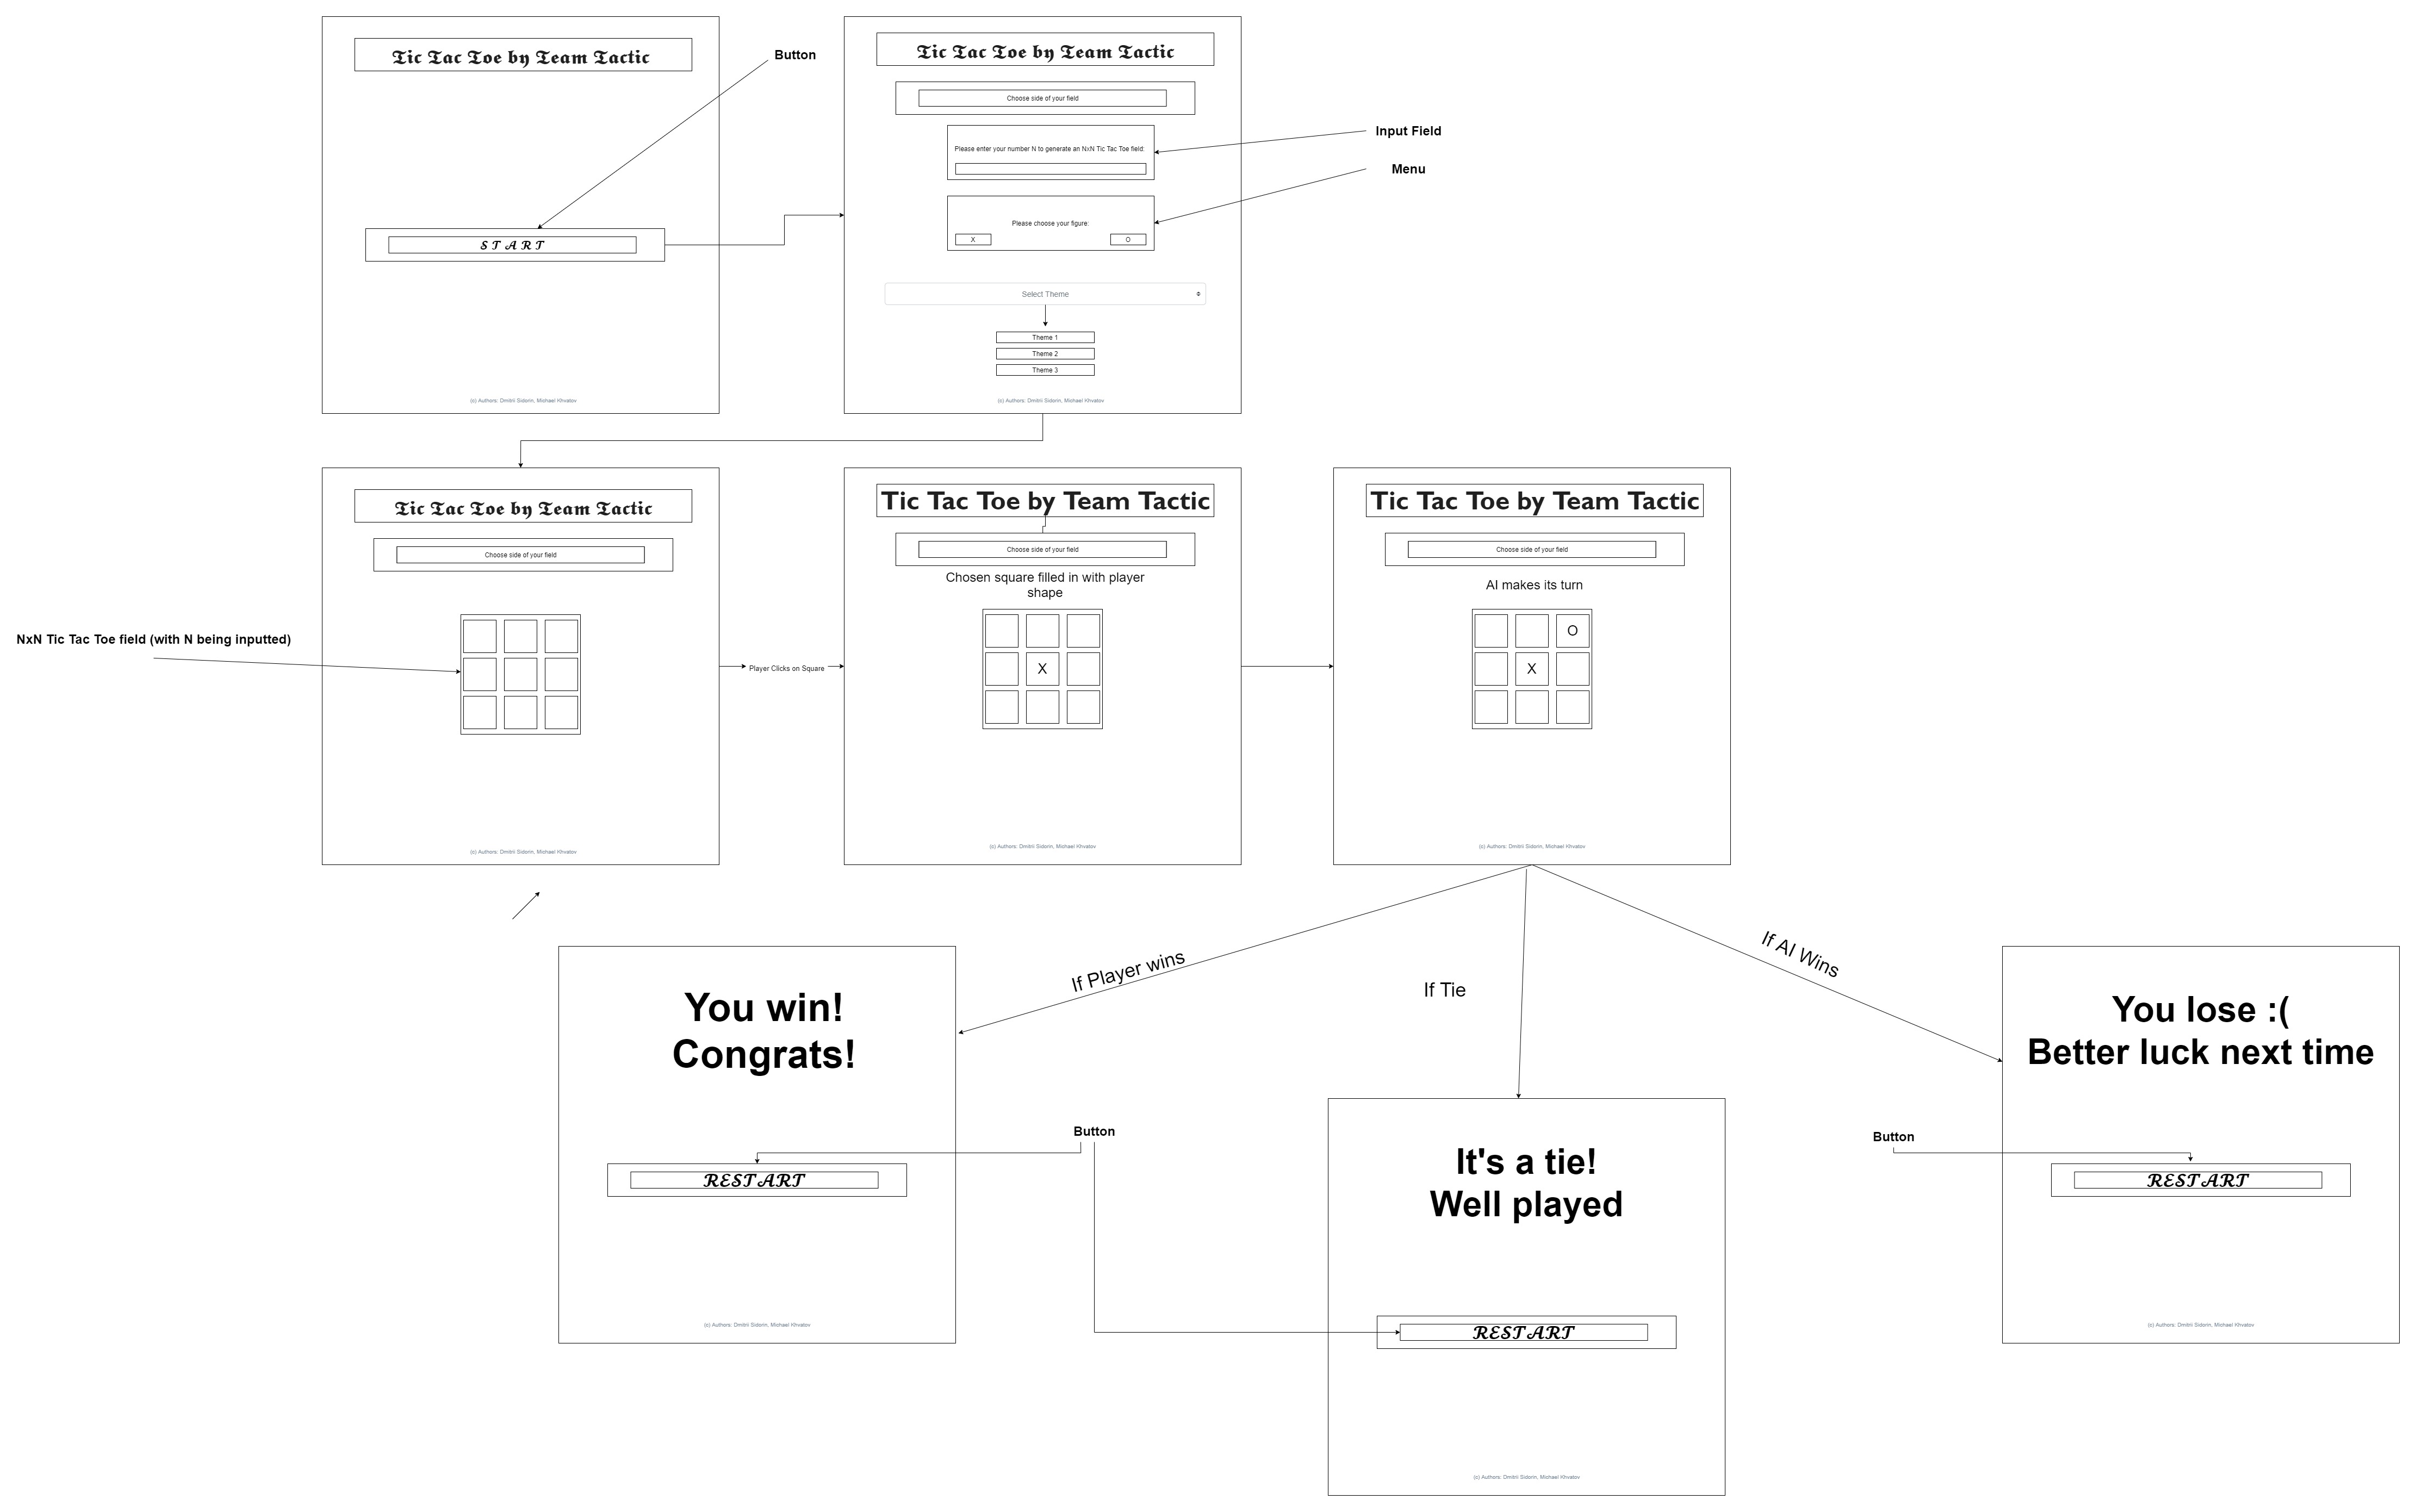 Tic Tac Toe by Team Tactic
Button
START
(c) Authors: Dmitrii Sidorin, Michael Khvatov
Tic Tac Toe by Team Tactic
Choose side of your field
Please enter your number N to generate an NxN Tic Tac Toe field:
Input Field
Menu
Please choose your figure:
X
O
Select Theme
Theme 1
Theme 2
Theme 3
(c) Authors: Dmitrii Sidorin, Michael Khvatov
NxN Tic Tac Toe field (with N being inputted)
Tic Tac Toe by Team Tactic
Choose side of your field
(c) Authors: Dmitrii Sidorin, Michael Khvatov
Player Clicks on Square
Tic Tac Toe by Team Tactic
Choose side of your field
Chosen square filled in with player
shape
X
(c) Authors: Dmitrii Sidorin, Michael Khvatov
Tic Tac Toe by Team Tactic
Choose side of your field
AI makes its turn
O
X
(c) Authors: Dmitrii Sidorin, Michael Khvatov
If Player wins
If Tie
If AI Wins
You win!
Congrats!
Button
RESTART
(c) Authors: Dmitrii Sidorin, Michael Khvatov
It's a tie!
Well played
RESTART
(c) Authors: Dmitrii Sidorin, Michael Khvatov
You lose :(
Better luck next time
Button
RESTART
(c) Authors: Dmitrii Sidorin, Michael Khvatov